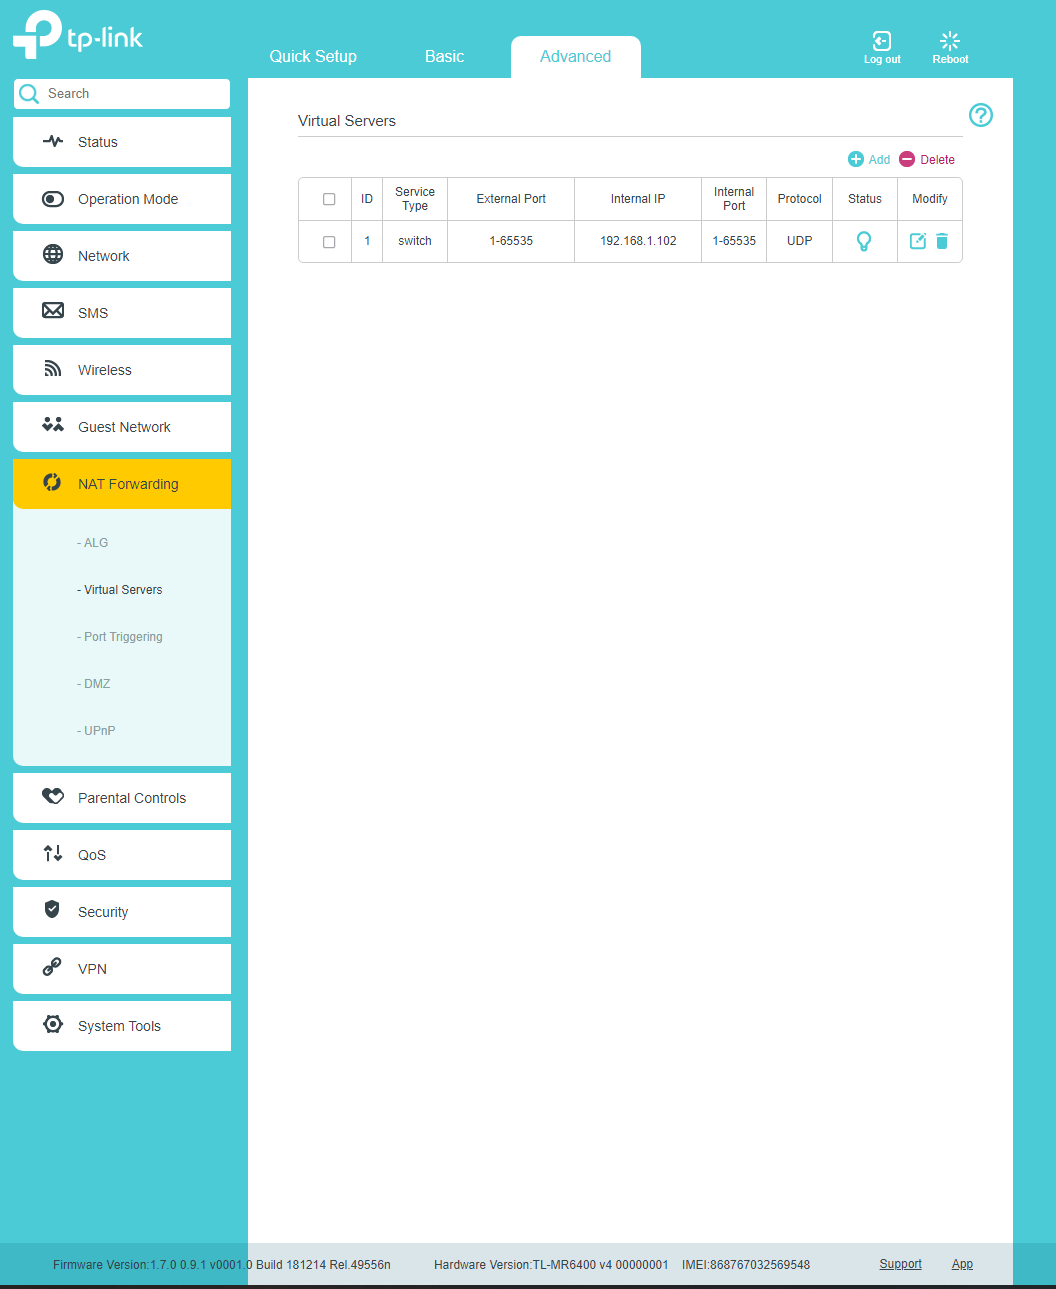 tp-link
Quick Setup
Basic
Advanced
Log out
Reboot
Search
Status
Operation Mode
Network
SMS
Wireless
Guest Network
NAT Forwarding
- ALG
- Virtual Servers
- Port Triggering
- DMZ
- UPnP
Parental Controls
QoS
Security
VPN
System Tools
Virtual Servers
?
Add Delete
ID Service Type External Port Internal IP Internal Port Protocol Status Modify
1 switch 1-65535 192.168.1.102 1-65535 UDP
Firmware Version:1.7.0 0.9.1 v0001.0 Build 181214 Rel.49556n Hardware Version:TL-MR6400 v4 00000001 IMEI:868767032569548 Support App